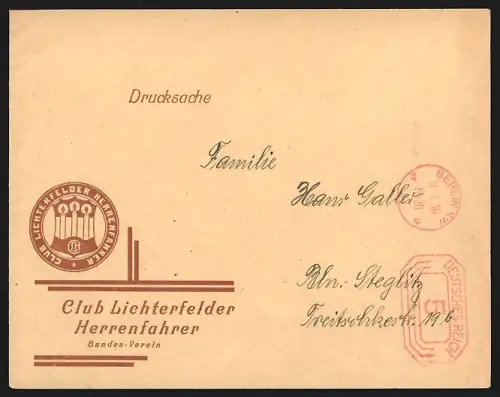 Drucksache
Familie
Hans Galler
Bln.-Steglitz
Treitschkestr. 19b
CLUB LICHTERFELDER HERRENFAHRER
Club Lichterfelder
Herrenfahrer
Bundes-Verein
BERLIN
DEUTSCHES REICH